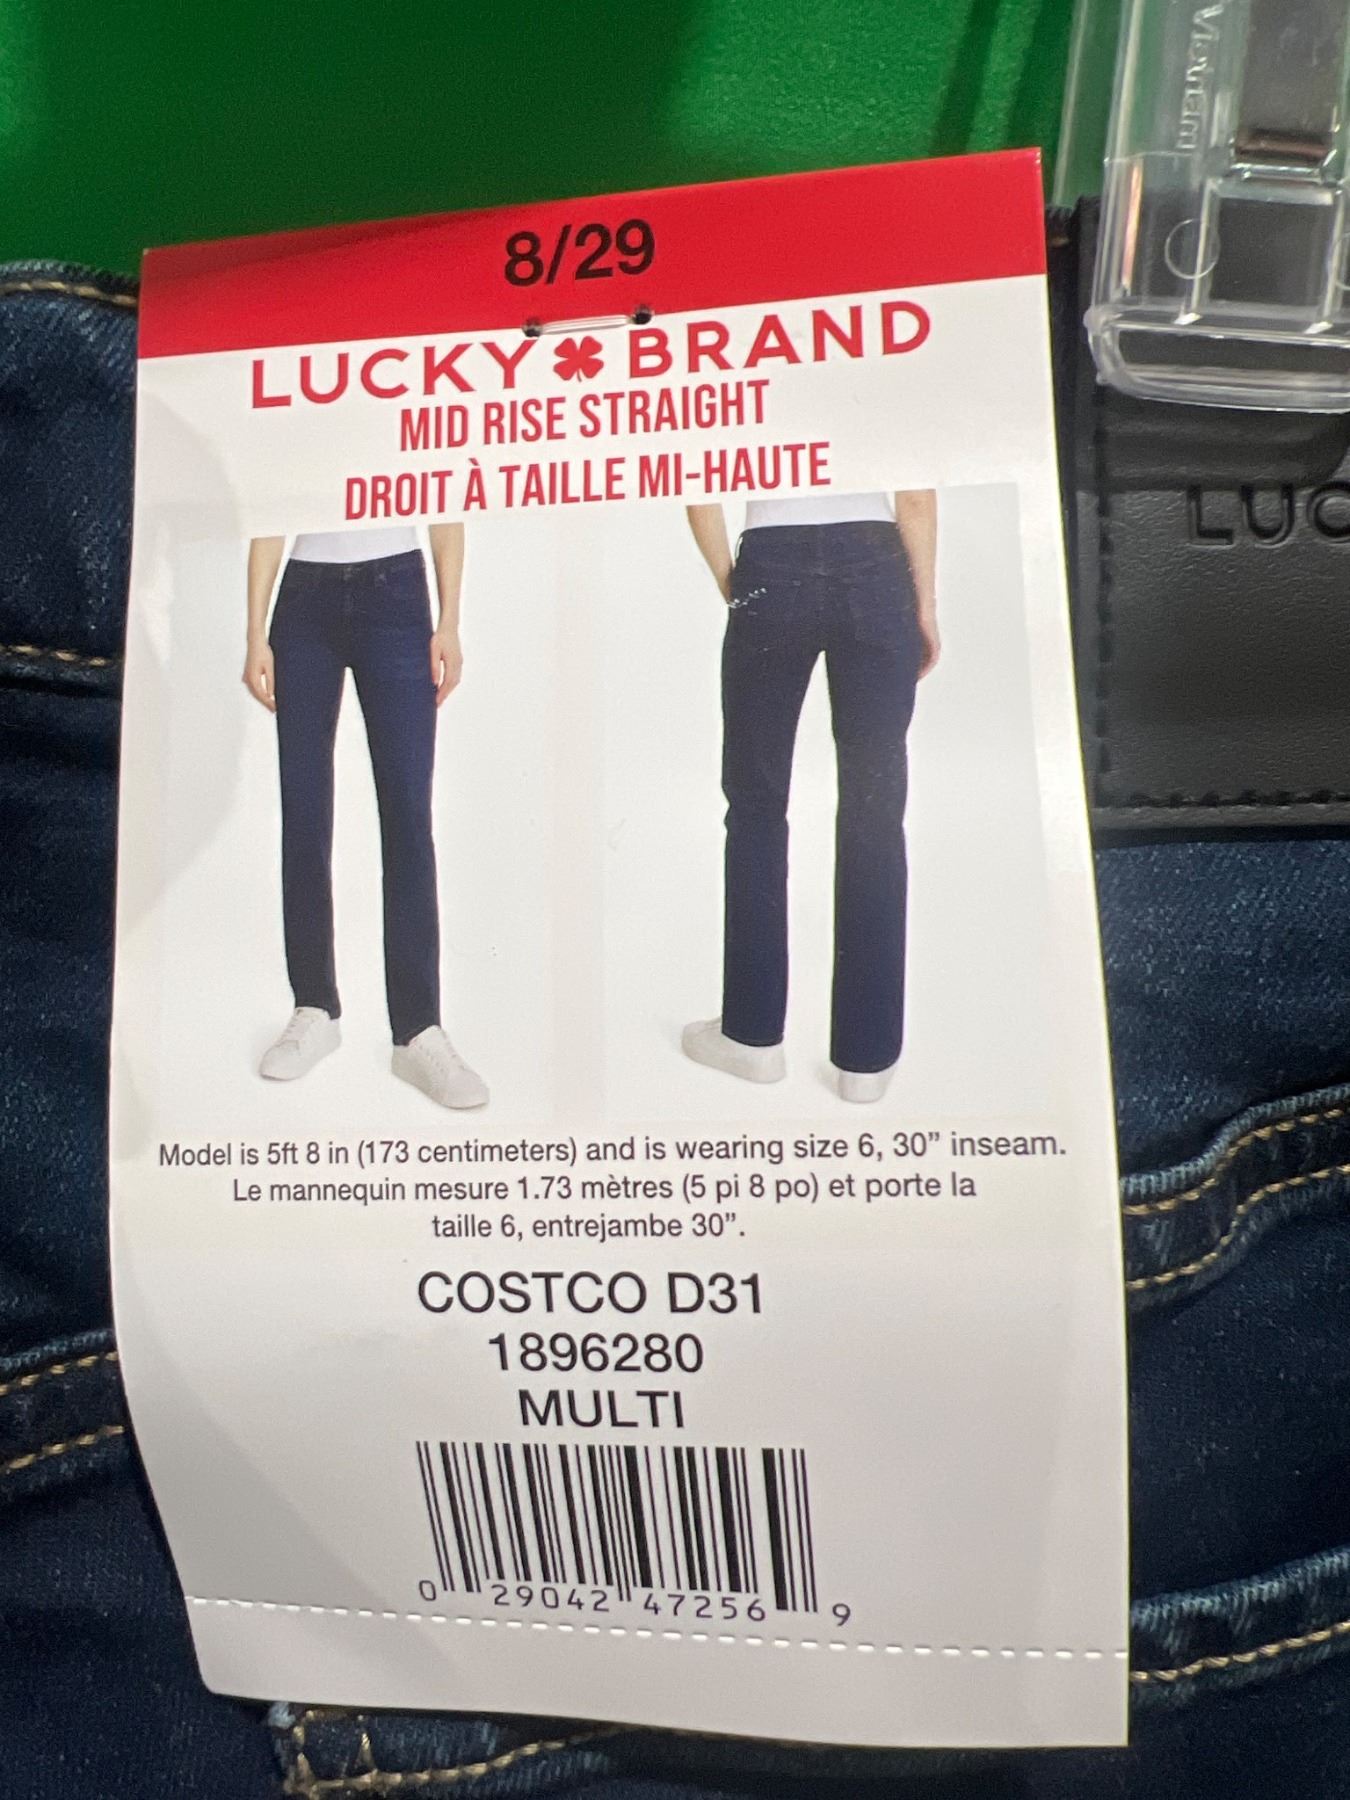 8/29
LUCKY BRAND
MID RISE STRAIGHT
DROIT À TAILLE MI-HAUTE
Model is 5ft 8 in (173 centimeters) and is wearing size 6, 30” inseam.
Le mannequin mesure 1.73 mètres (5 pi 8 po) et porte la
taille 6, entrejambe 30”.
COSTCO D31
1896280
MULTI
0 29042 47256 9
LUC